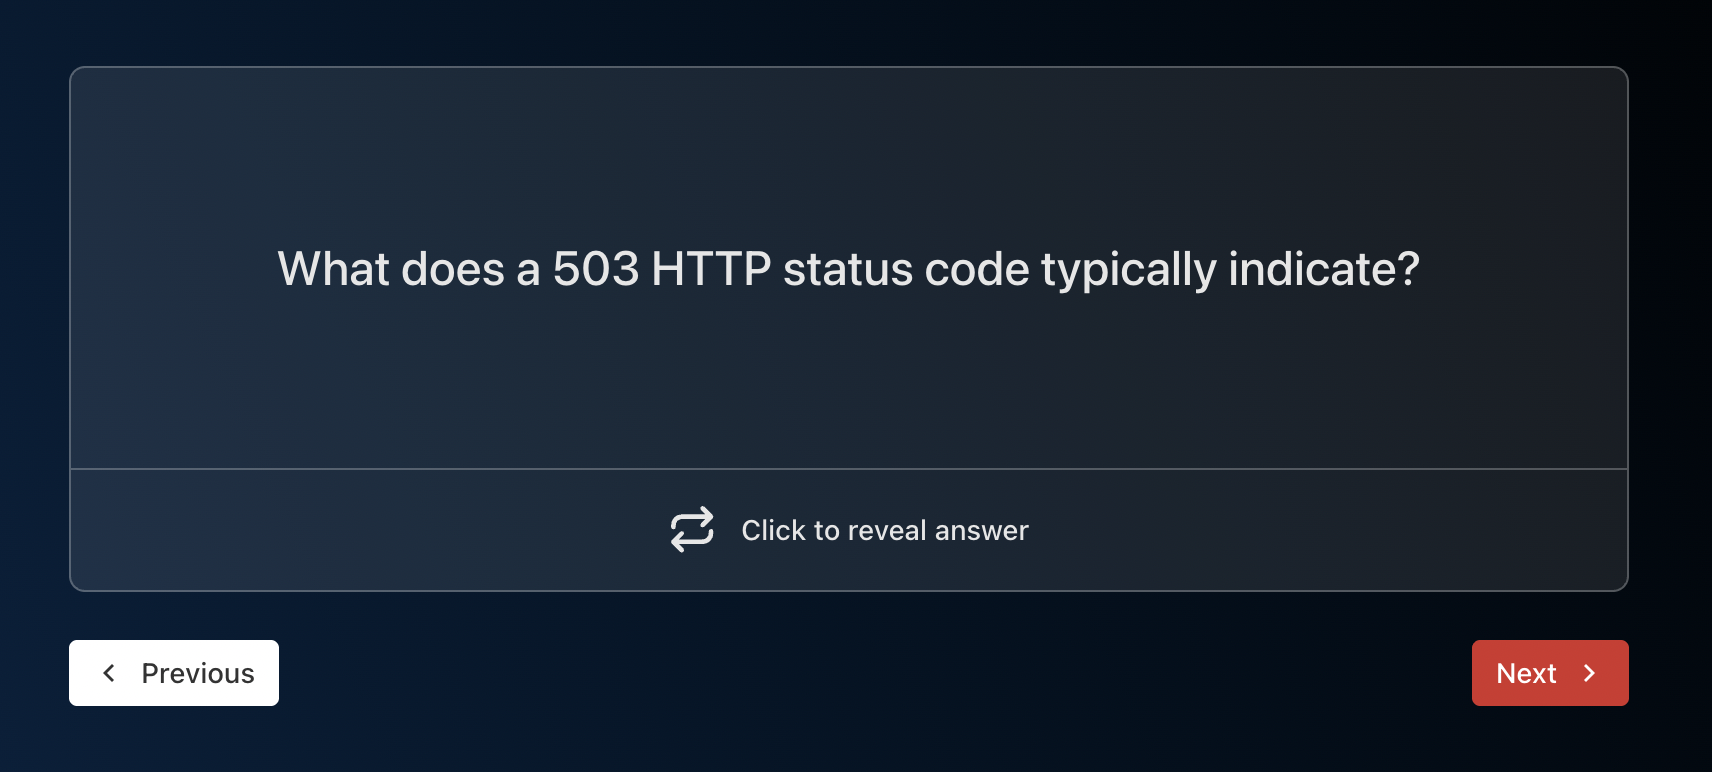 What does a 503 HTTP status code typically indicate?
Click to reveal answer
Previous
Next